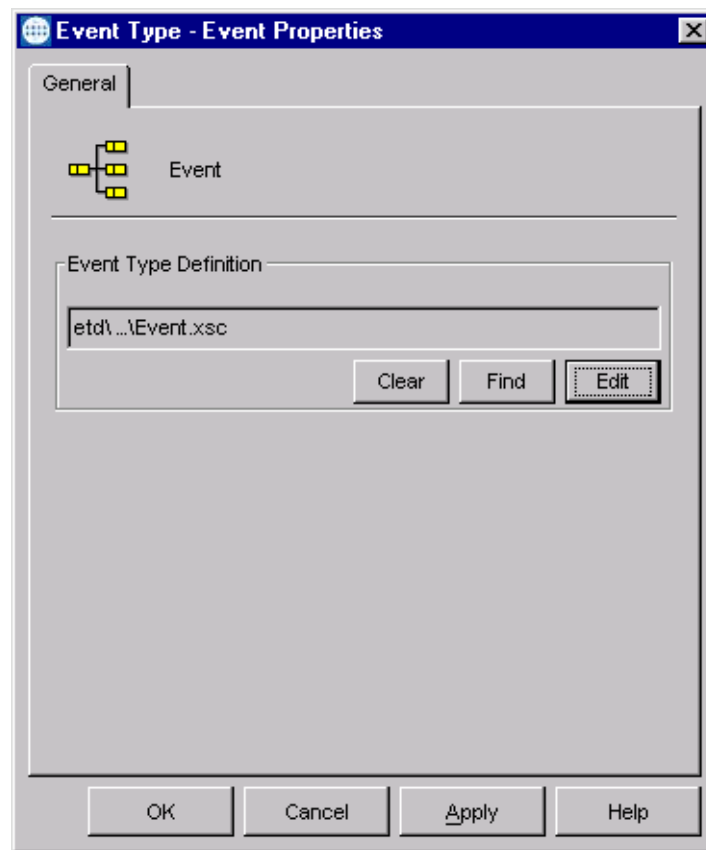 Event Type - Event Properties
General
Event
Event Type Definition
etd\ ...\Event.xsc
Clear Find Edit
OK Cancel Apply Help